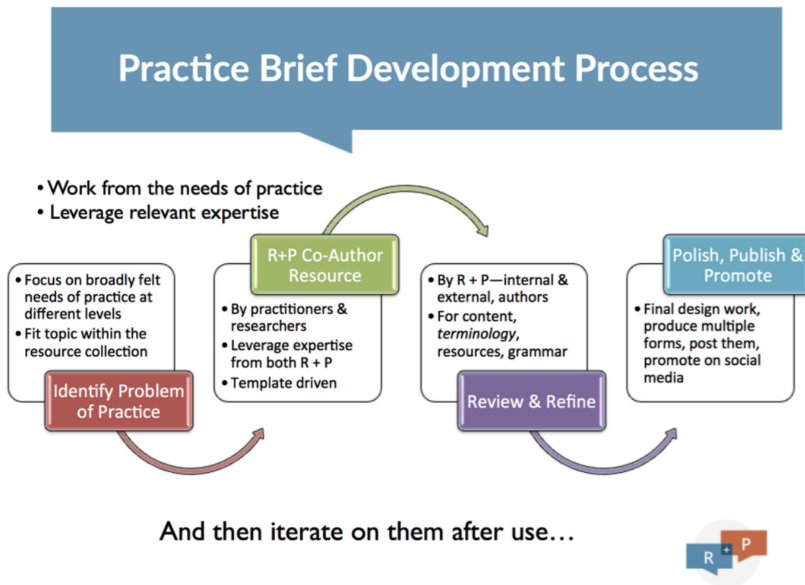 Practice Brief Development Process
• Work from the needs of practice
• Leverage relevant expertise
• Focus on broadly felt
needs of practice at
different levels
• Fit topic within the
resource collection
Identify Problem
of Practice
R+P Co-Author
Resource
• By practitioners &
researchers
• Leverage expertise
from both R + P
• Template driven
• By R + P—internal &
external, authors
• For content,
terminology,
resources, grammar
Review & Refine
Polish, Publish &
Promote
• Final design work,
produce multiple
forms, post them,
promote on social
media
And then iterate on them after use...
R + P